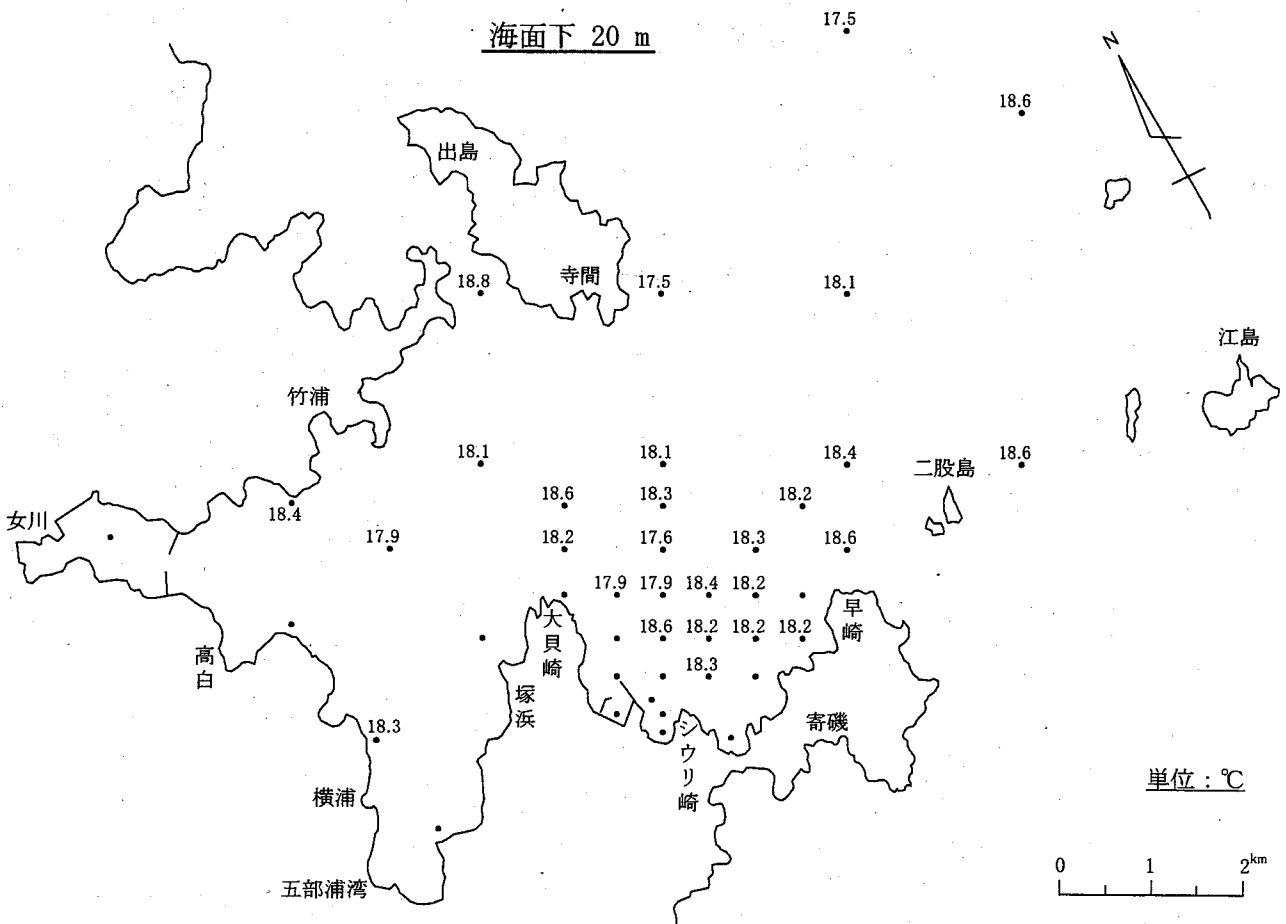 海面下 20 m
17.5
N
18.6
出島
寺間
18.8
17.5
18.1
江島
竹浦
18.1
18.1
18.4
二股島
18.6
18.6
18.3
18.2
女川
18.4
17.9
18.2
17.6
18.3
18.6
17.9 17.9 18.4 18.2
大貝崎
早崎
18.6 18.2 18.2 18.2
高白
18.3
塚浜
シウリ崎
寄磯
18.3
横浦
単位：℃
五部浦湾
0 1 2km